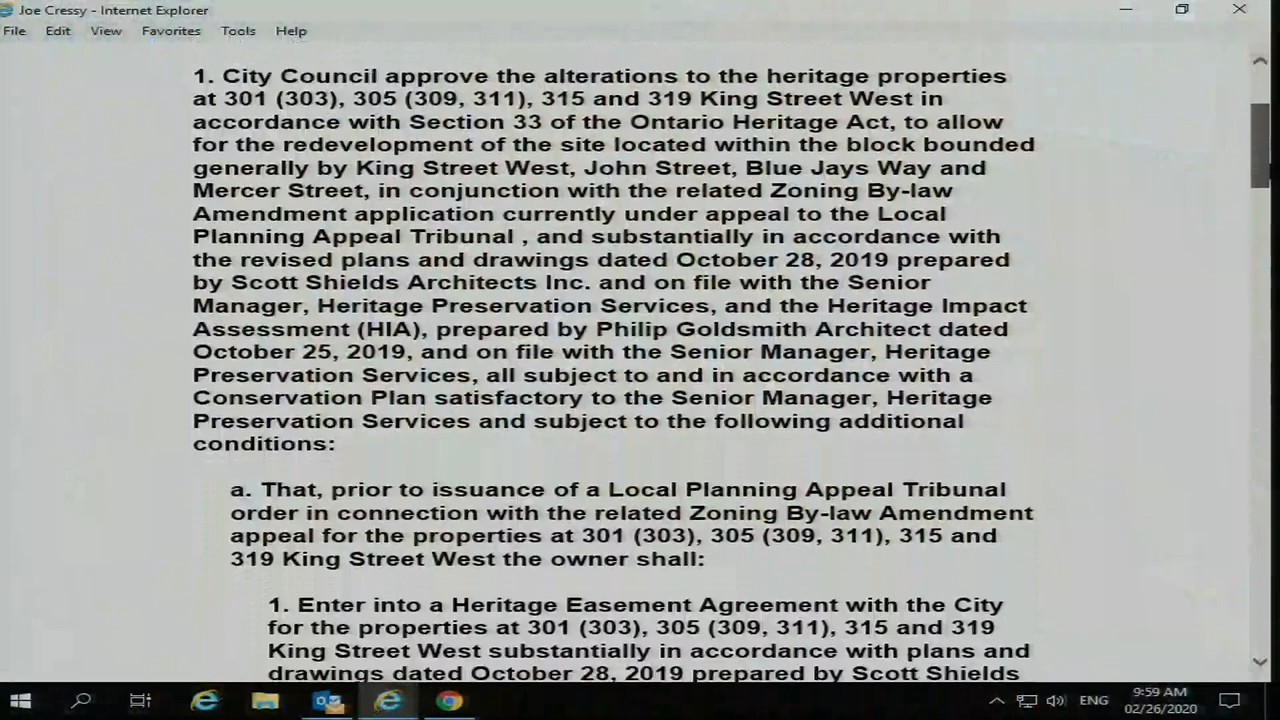 Joe Cressy - Internet Explorer
File Edit View Favorites Tools Help
1. City Council approve the alterations to the heritage properties
at 301 (303), 305 (309, 311), 315 and 319 King Street West in
accordance with Section 33 of the Ontario Heritage Act, to allow
for the redevelopment of the site located within the block bounded
generally by King Street West, John Street, Blue Jays Way and
Mercer Street, in conjunction with the related Zoning By-law
Amendment application currently under appeal to the Local
Planning Appeal Tribunal , and substantially in accordance with
the revised plans and drawings dated October 28, 2019 prepared
by Scott Shields Architects Inc. and on file with the Senior
Manager, Heritage Preservation Services, and the Heritage Impact
Assessment (HIA), prepared by Philip Goldsmith Architect dated
October 25, 2019, and on file with the Senior Manager, Heritage
Preservation Services, all subject to and in accordance with a
Conservation Plan satisfactory to the Senior Manager, Heritage
Preservation Services and subject to the following additional
conditions:
a. That, prior to issuance of a Local Planning Appeal Tribunal
order in connection with the related Zoning By-law Amendment
appeal for the properties at 301 (303), 305 (309, 311), 315 and
319 King Street West the owner shall:
1. Enter into a Heritage Easement Agreement with the City
for the properties at 301 (303), 305 (309, 311), 315 and 319
King Street West substantially in accordance with plans and
drawings dated October 28, 2019 prepared by Scott Shields
ENG
9:59 AM
02/26/2020